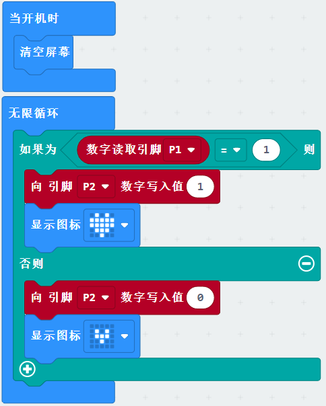 当开机时
清空屏幕
无限循环
如果为 数字读取引脚 P1 = 1 则
向 引脚 P2 数字写入值 1
显示图标
否则
向 引脚 P2 数字写入值 0
显示图标